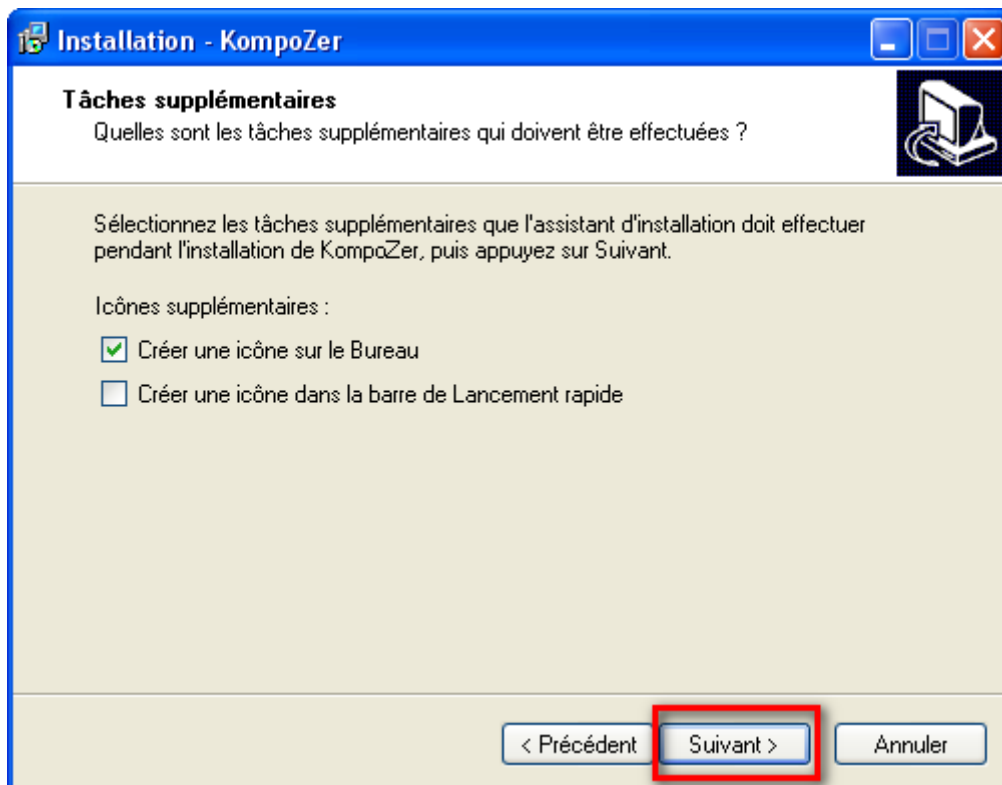 Installation - KompoZer
Tâches supplémentaires
Quelles sont les tâches supplémentaires qui doivent être effectuées ?
Sélectionnez les tâches supplémentaires que l'assistant d'installation doit effectuer
pendant l'installation de KompoZer, puis appuyez sur Suivant.
Icônes supplémentaires :
Créer une icône sur le Bureau
Créer une icône dans la barre de Lancement rapide
< Précédent
Suivant >
Annuler